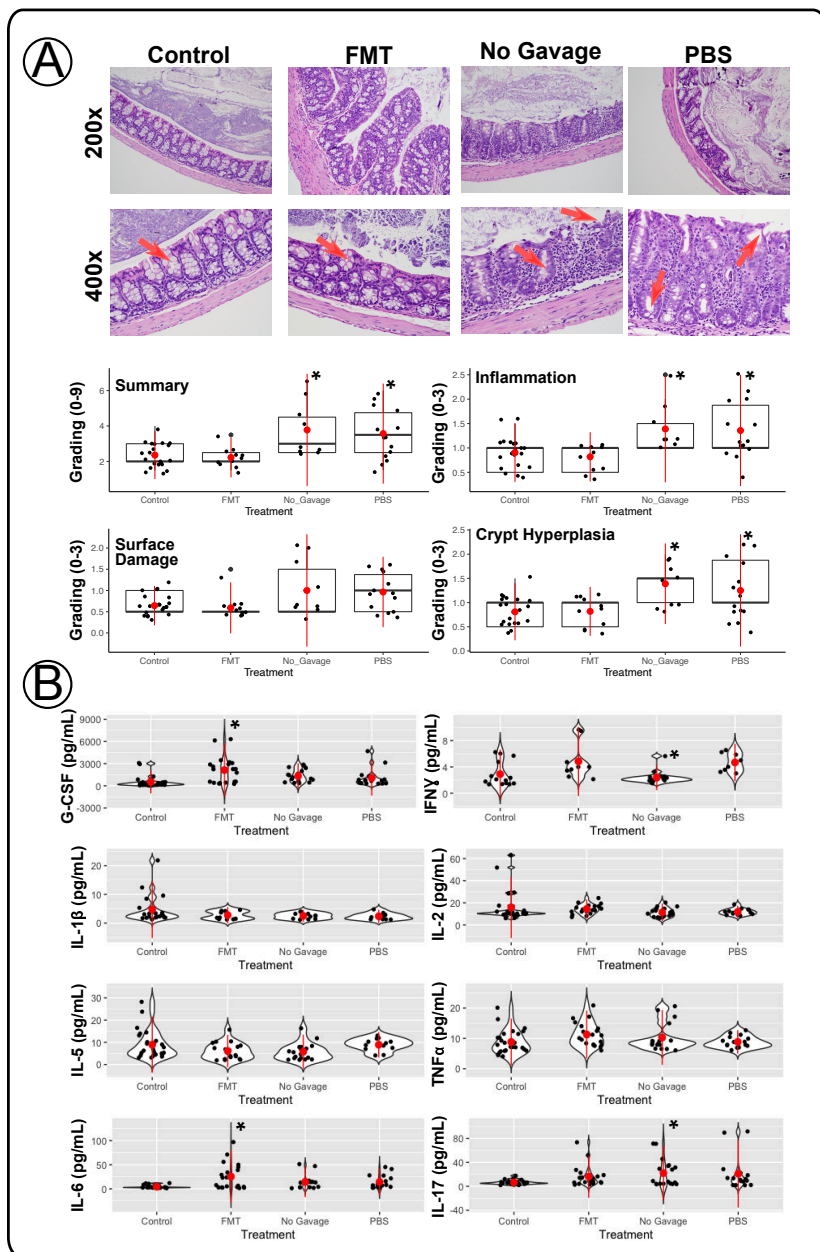 A
Control FMT No Gavage PBS
200x
400x
Summary
Grading (0-9)
6
4
2
Control FMT No_Gavage PBS
Treatment
*
*
Inflammation
Grading (0-3)
2.5
2.0
1.5
1.0
0.5
Control FMT No_Gavage PBS
Treatment
*
*
Surface
Damage
Grading (0-3)
2.0
1.5
1.0
0.5
0.0
Control FMT No_Gavage PBS
Treatment
Crypt Hyperplasia
Grading (0-3)
2.5
2.0
1.5
1.0
0.5
0.0
Control FMT No_Gavage PBS
Treatment
*
*
B
G-CSF (pg/mL)
9000
6000
3000
0
-3000
*
Control FMT No Gavage PBS
Treatment
IFNγ (pg/mL)
8
4
0
*
Control FMT No Gavage PBS
Treatment
IL-1β (pg/mL)
20
10
0
Control FMT No Gavage PBS
Treatment
IL-2 (pg/mL)
60
40
20
0
Control FMT No Gavage PBS
Treatment
IL-5 (pg/mL)
30
20
10
0
Control FMT No Gavage PBS
Treatment
TNFα (pg/mL)
20
10
0
Control FMT No Gavage PBS
Treatment
IL-6 (pg/mL)
100
50
0
*
Control FMT No Gavage PBS
Treatment
IL-17 (pg/mL)
80
40
0
-40
*
Control FMT No Gavage PBS
Treatment